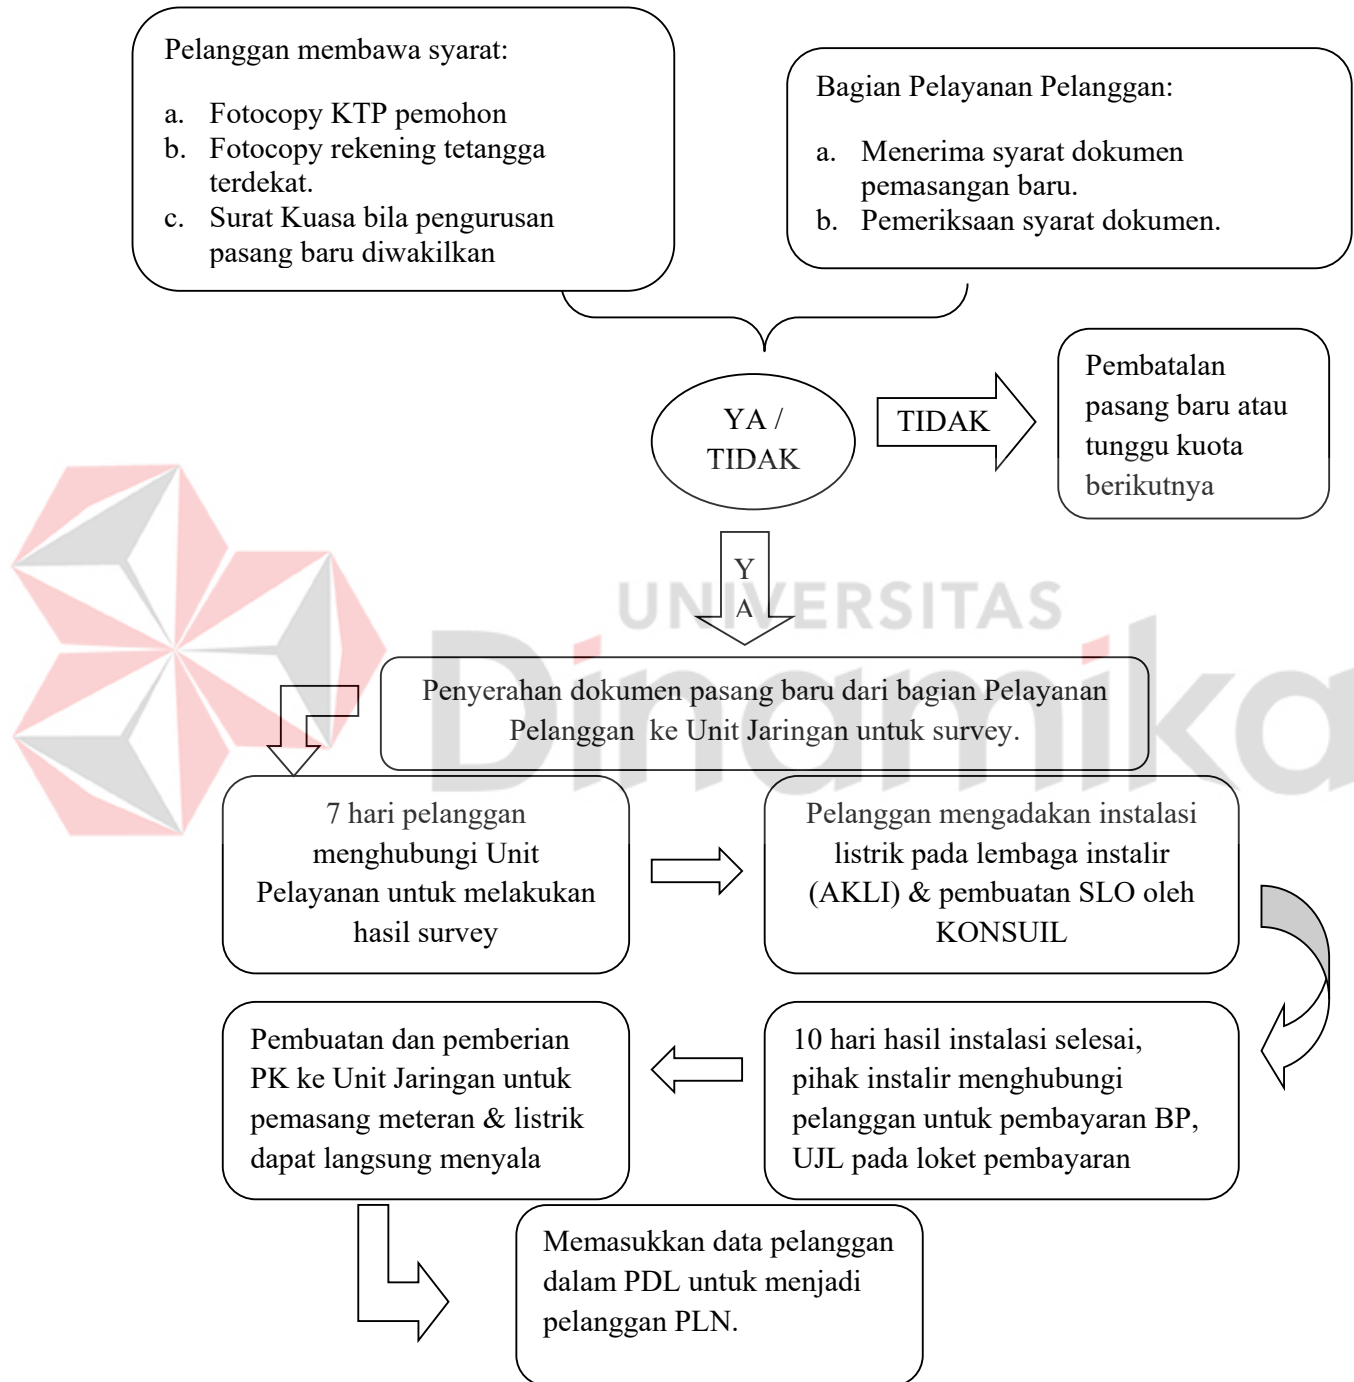 Pelanggan membawa syarat:
a. Fotocopy KTP pemohon
b. Fotocopy rekening tetangga
terdekat.
c. Surat Kuasa bila pengurusan
pasang baru diwakilkan
Bagian Pelayanan Pelanggan:
a. Menerima syarat dokumen
pemasangan baru.
b. Pemeriksaan syarat dokumen.
YA /
TIDAK
TIDAK
Pembatalan
pasang baru atau
tunggu kuota
berikutnya
Y
A
UNIVERSITAS
Dinamika
Penyerahan dokumen pasang baru dari bagian Pelayanan
Pelanggan ke Unit Jaringan untuk survey.
7 hari pelanggan
menghubungi Unit
Pelayanan untuk melakukan
hasil survey
Pelanggan mengadakan instalasi
listrik pada lembaga instalir
(AKLI) & pembuatan SLO oleh
KONSUIL
10 hari hasil instalasi selesai,
pihak instalir menghubungi
pelanggan untuk pembayaran BP,
UJL pada loket pembayaran
Pembuatan dan pemberian
PK ke Unit Jaringan untuk
pemasang meteran & listrik
dapat langsung menyala
Memasukkan data pelanggan
dalam PDL untuk menjadi
pelanggan PLN.